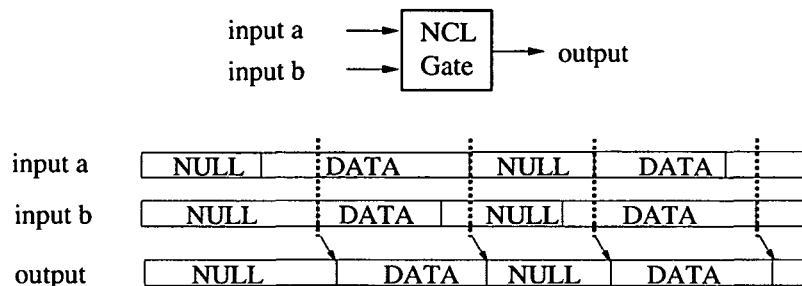 input a
NCL
input b
Gate
output
input a
NULL
DATA
NULL
DATA
input b
NULL
DATA
NULL
DATA
output
NULL
DATA
NULL
DATA